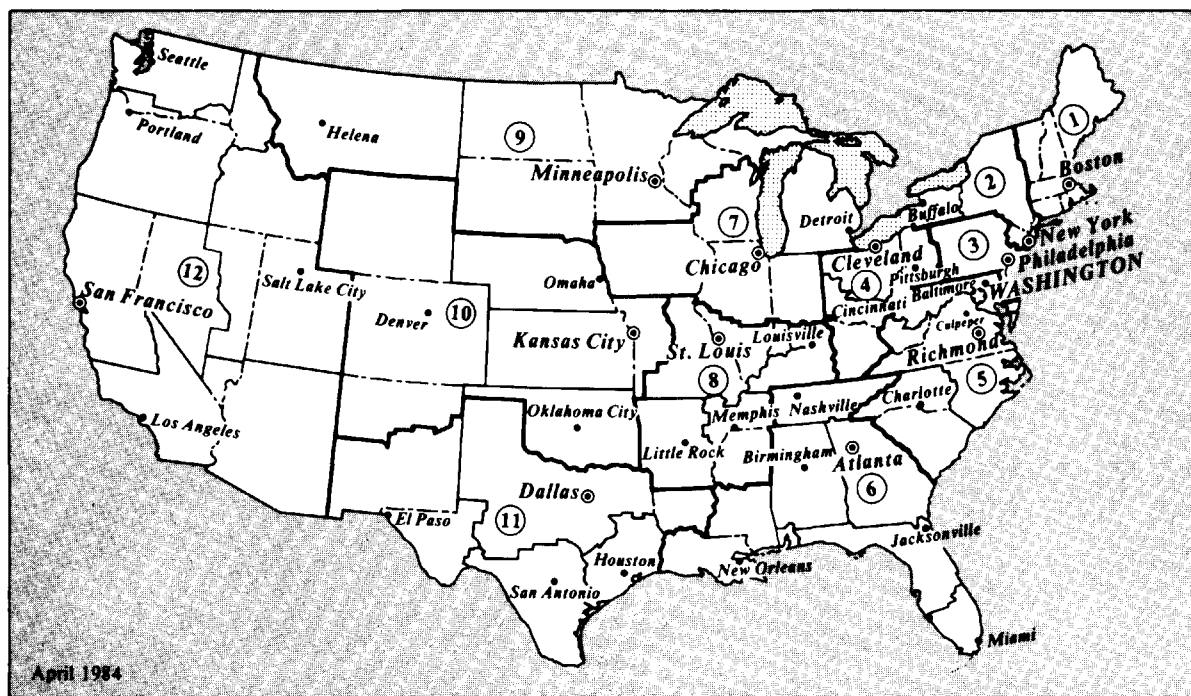 Seattle
Portland
Helena
9
Minneapolis
1
Boston
2
Buffalo
7
Detroit
New York
3
Philadelphia
Cleveland
Chicago
Pittsburgh
4
WASHINGTON
Baltimore
Cincinnati
12
Salt Lake City
San Francisco
Omaha
Denver
10
Kansas City
St. Louis
Louisville
Culpeper
Richmond
8
5
Los Angeles
Oklahoma City
Memphis
Nashville
Charlotte
Little Rock
Birmingham
Atlanta
6
Dallas
El Paso
11
Jacksonville
Houston
New Orleans
San Antonio
Miami
April 1984